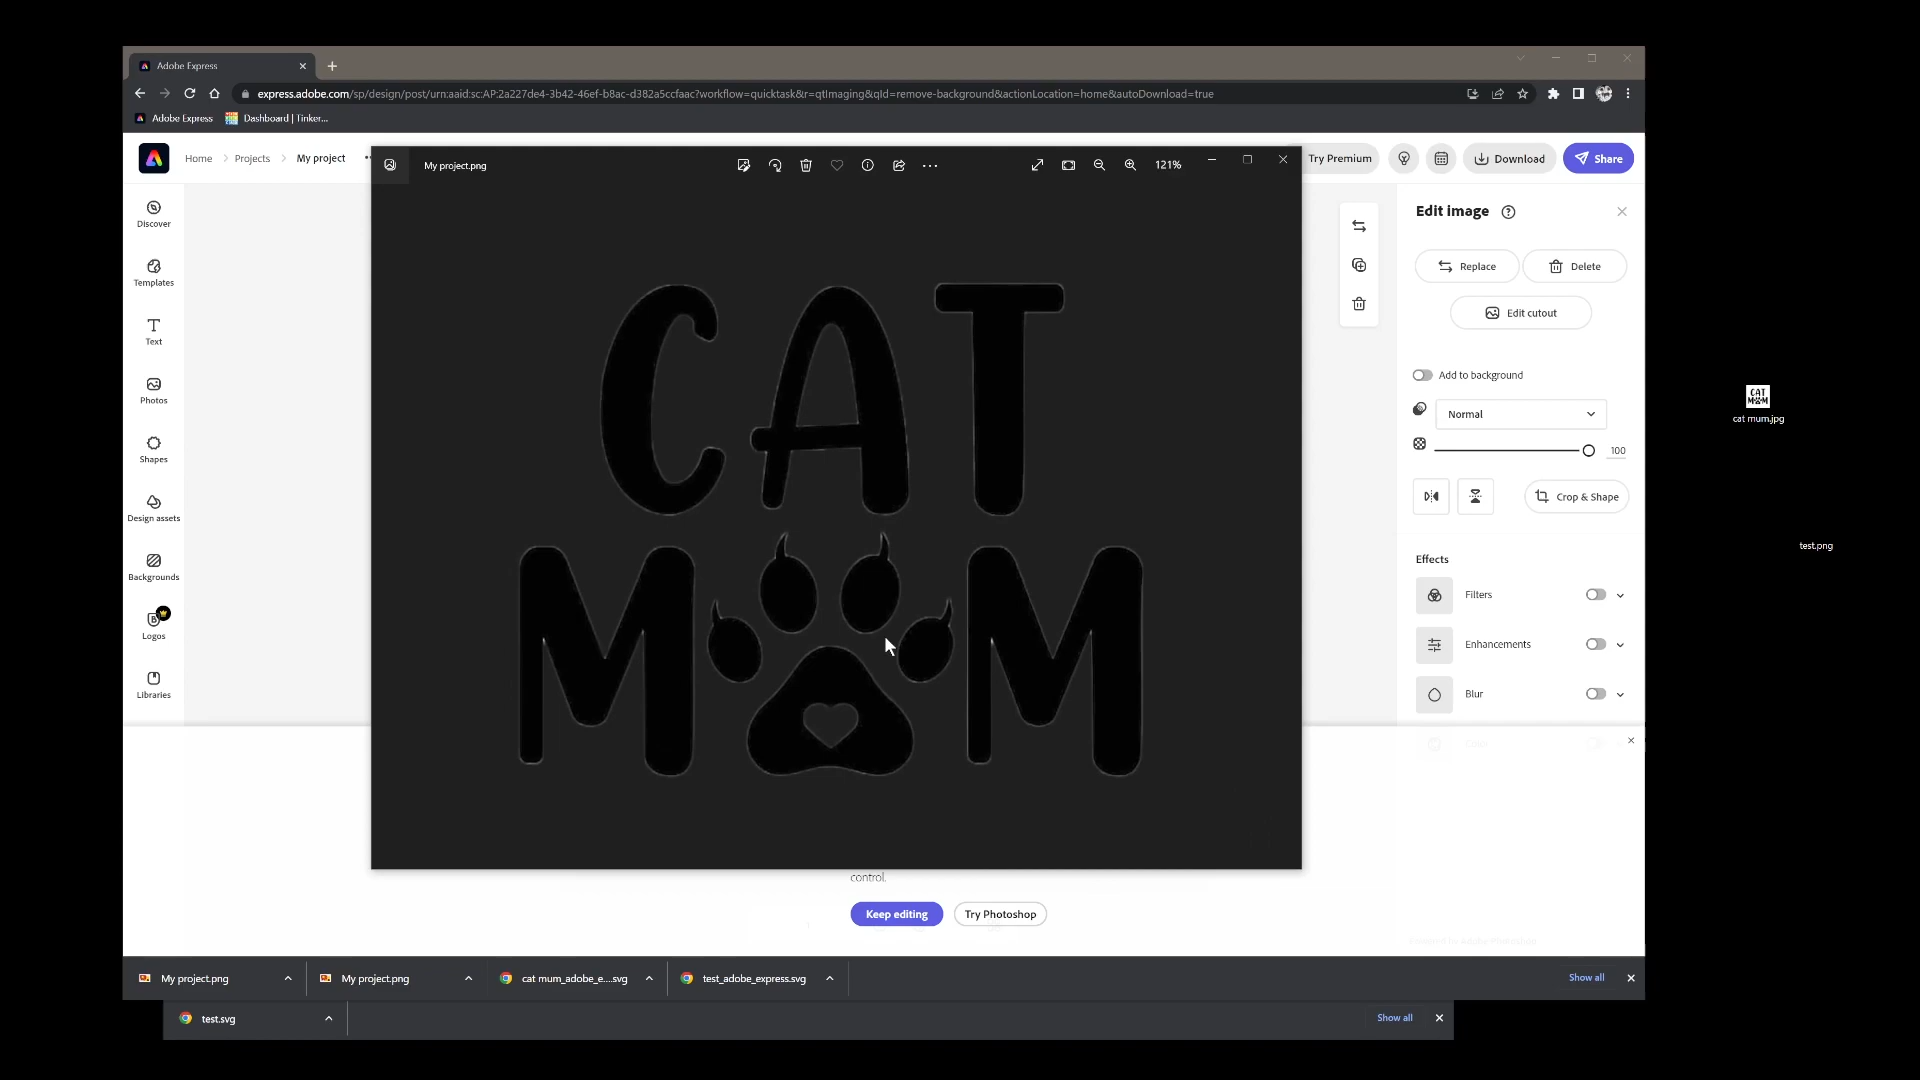 Adobe Express
express.adobe.com/sp/design/post/urn:aaid:sc:AP:2a227de4-3b42-46ef-b8ac-d382a5ccfaac?workflow=quicktask&r=qtImaging&qId=remove-background&actionLocation=home&autoDownload=true
Adobe Express
Dashboard | Tinker...
Home
Projects
My project
Try Premium
Download
Share
My project.png
121%
Discover
Templates
Text
Photos
Shapes
Design assets
Backgrounds
Logos
Libraries
CAT
M M
Edit image
Replace
Delete
Edit cutout
Add to background
Normal
100
Crop & Shape
Effects
Filters
Enhancements
Blur
control.
Keep editing
Try Photoshop
CAT
MOM
cat mum.jpg
test.png
My project.png
My project.png
cat mum_adobe_e....svg
test_adobe_express.svg
Show all
test.svg
Show all